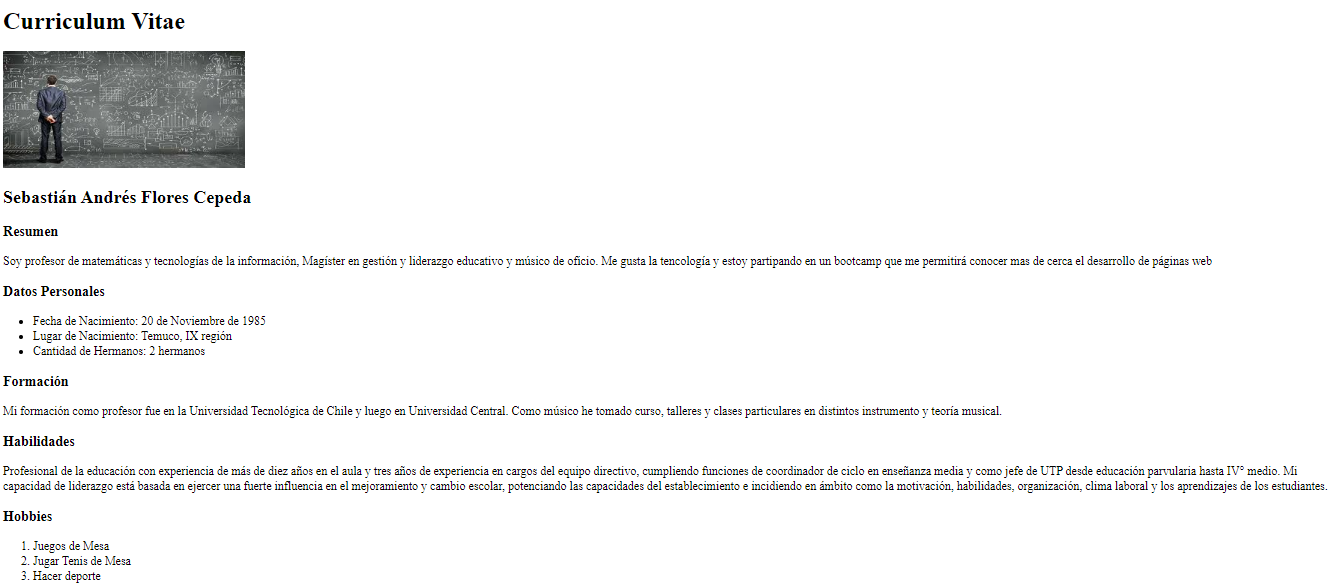 Curriculum Vitae
Sebastián Andrés Flores Cepeda
Resumen
Soy profesor de matemáticas y tecnologías de la información, Magíster en gestión y liderazgo educativo y músico de oficio. Me gusta la tencología y estoy partipando en un bootcamp que me permitirá conocer mas de cerca el desarrollo de páginas web
Datos Personales
• Fecha de Nacimiento: 20 de Noviembre de 1985
• Lugar de Nacimiento: Temuco, IX región
• Cantidad de Hermanos: 2 hermanos
Formación
Mi formación como profesor fue en la Universidad Tecnológica de Chile y luego en Universidad Central. Como músico he tomado curso, talleres y clases particulares en distintos instrumento y teoría musical.
Habilidades
Profesional de la educación con experiencia de más de diez años en el aula y tres años de experiencia en cargos del equipo directivo, cumpliendo funciones de coordinador de ciclo en enseñanza media y como jefe de UTP desde educación parvularia hasta IV° medio. Mi
capacidad de liderazgo está basada en ejercer una fuerte influencia en el mejoramiento y cambio escolar, potenciando las capacidades del establecimiento e incidiendo en ámbito como la motivación, habilidades, organización, clima laboral y los aprendizajes de los estudiantes.
Hobbies
1. Juegos de Mesa
2. Jugar Tenis de Mesa
3. Hacer deporte